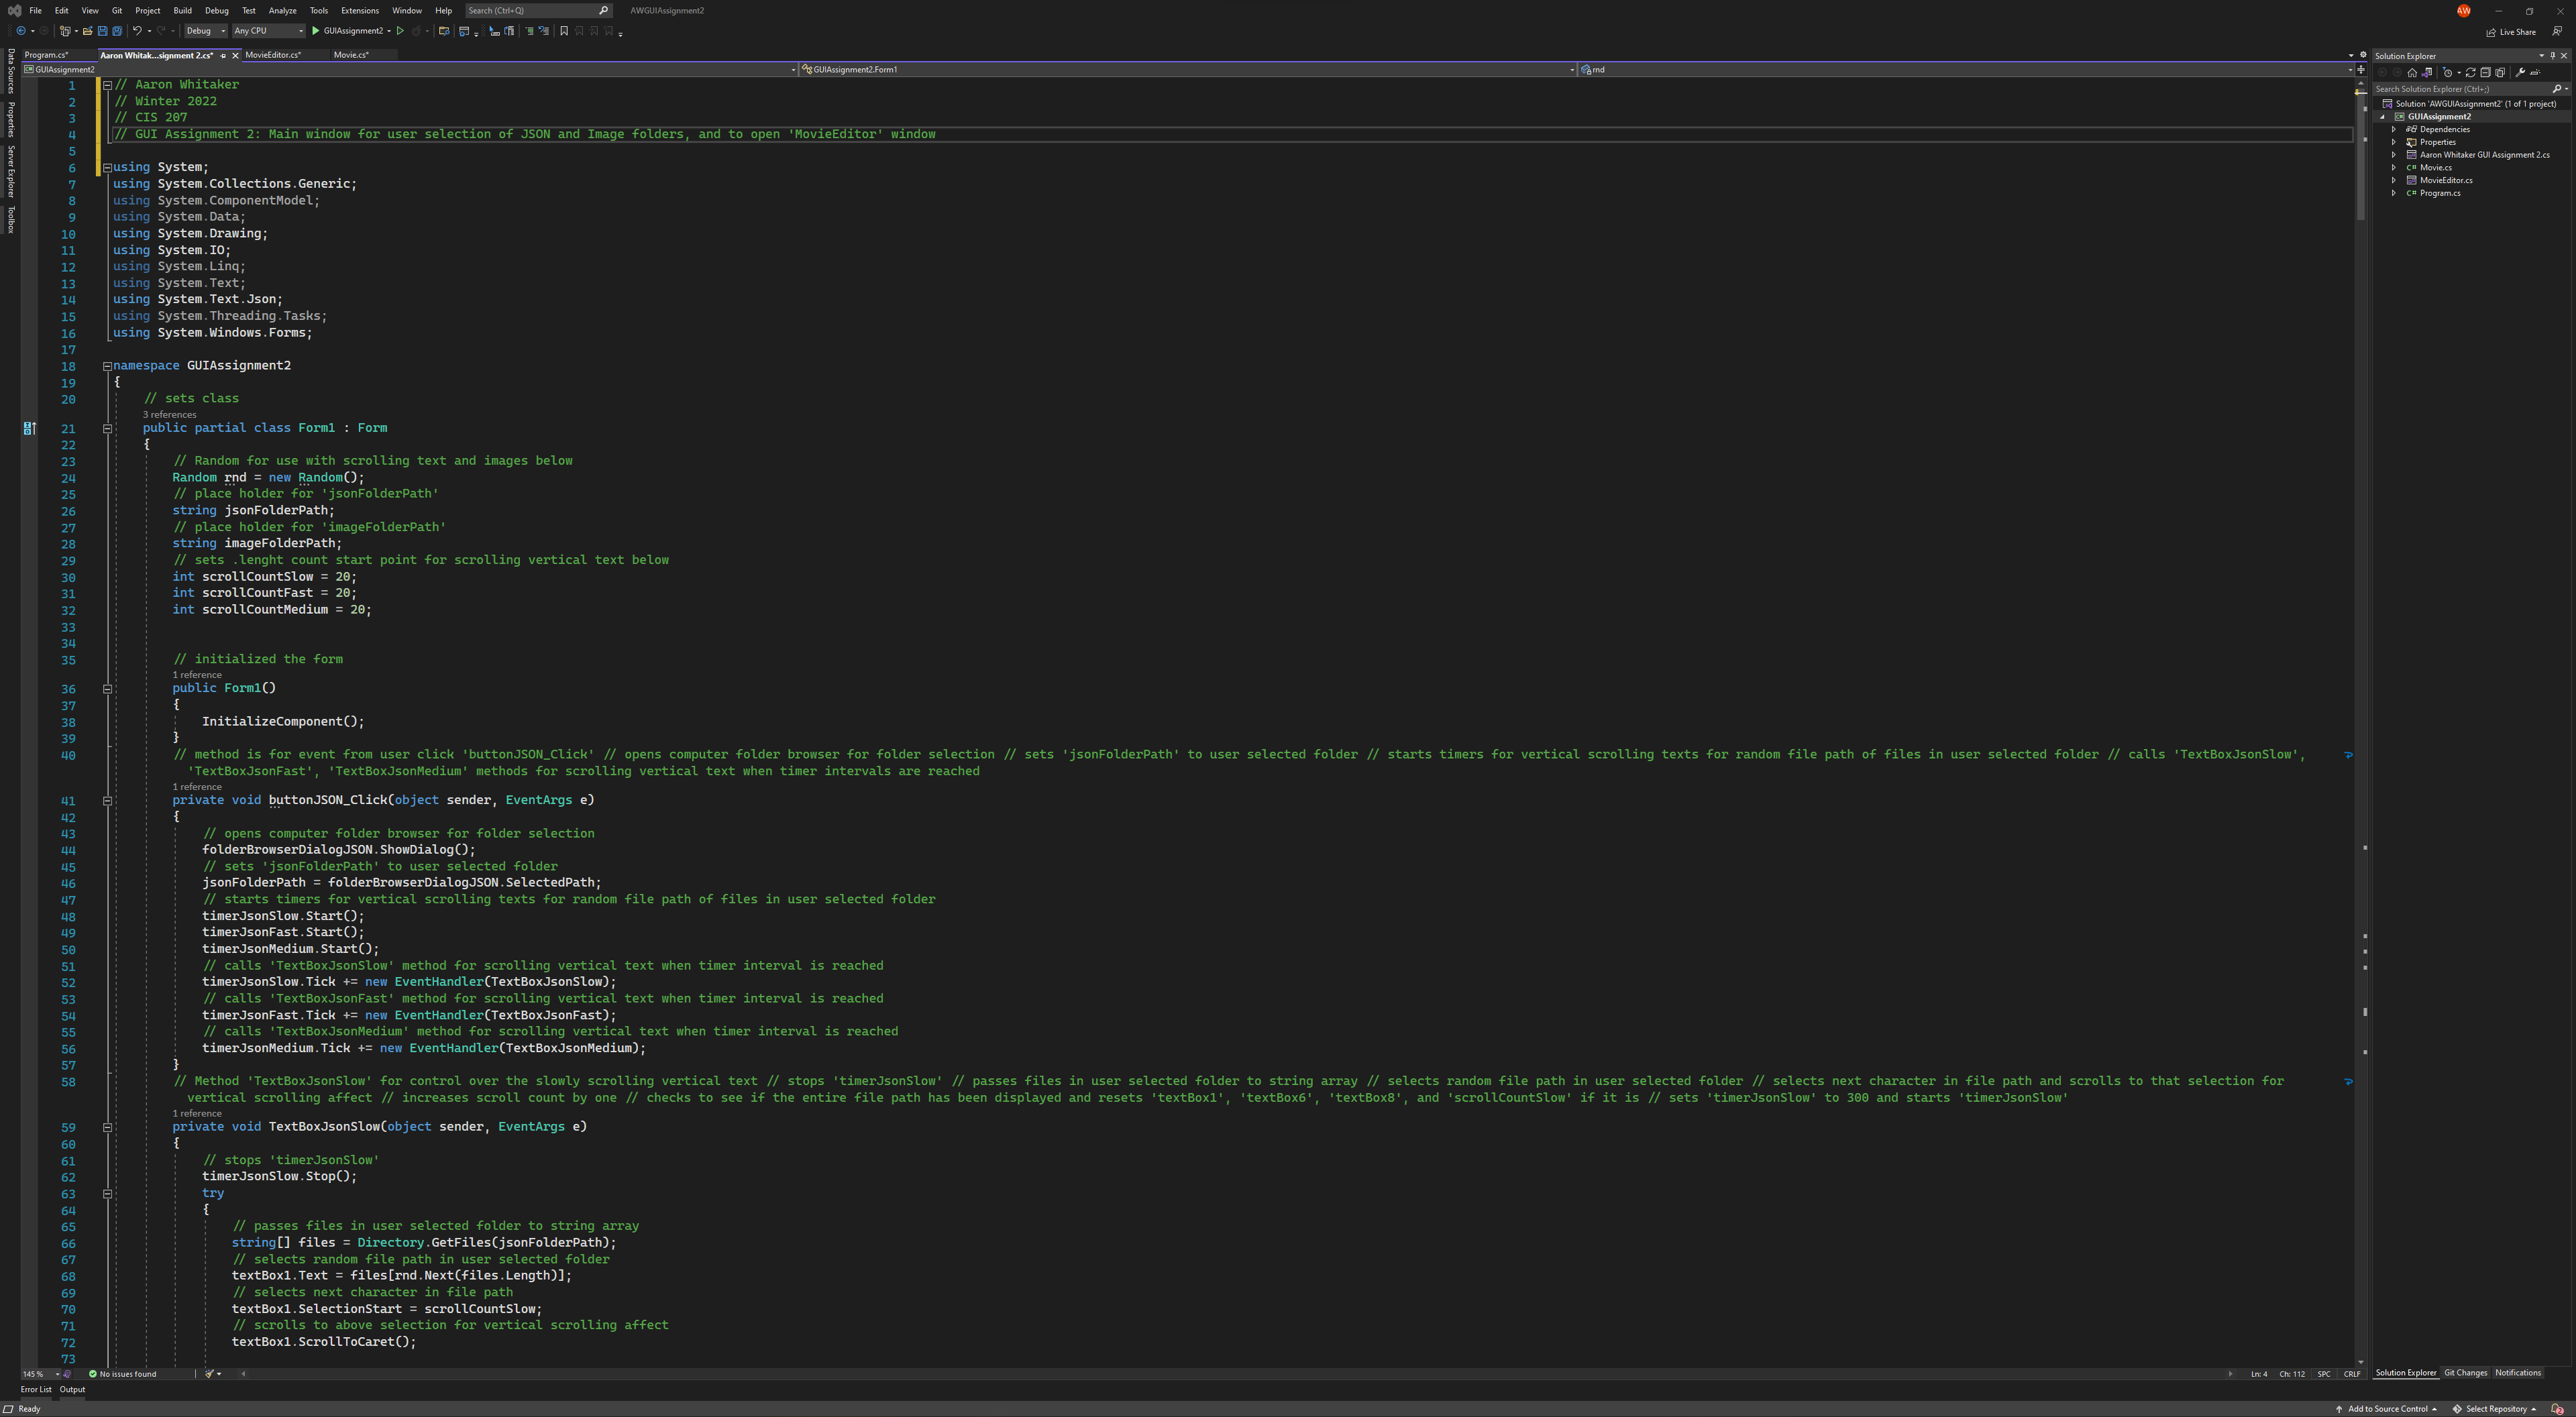 File Edit View Git Project Build Debug Test Analyze Tools Extensions Window Help Search (Ctrl+Q) AWGUIAssignment2
AW
Debug Any CPU GUIAssignment2 Live Share
Program.cs* Aaron Whitak...signment 2.cs* MovieEditor.cs* Movie.cs*
GUIAssignment2 GUIAssignment2.Form1 rnd
Data Sources
Properties
Server Explorer
Toolbox
1 // Aaron Whitaker
2 // Winter 2022
3 // CIS 207
4 // GUI Assignment 2: Main window for user selection of JSON and Image folders, and to open 'MovieEditor' window
5
6 using System;
7 using System.Collections.Generic;
8 using System.ComponentModel;
9 using System.Data;
10 using System.Drawing;
11 using System.IO;
12 using System.Linq;
13 using System.Text;
14 using System.Text.Json;
15 using System.Threading.Tasks;
16 using System.Windows.Forms;
17
18 namespace GUIAssignment2
19 {
20 // sets class
3 references
21 public partial class Form1 : Form
22 {
23 // Random for use with scrolling text and images below
24 Random rnd = new Random();
25 // place holder for 'jsonFolderPath'
26 string jsonFolderPath;
27 // place holder for 'imageFolderPath'
28 string imageFolderPath;
29 // sets .lenght count start point for scrolling vertical text below
30 int scrollCountSlow = 20;
31 int scrollCountFast = 20;
32 int scrollCountMedium = 20;
33
34
35 // initialized the form
1 reference
36 public Form1()
37 {
38 InitializeComponent();
39 }
40 // method is for event from user click 'buttonJSON_Click' // opens computer folder browser for folder selection // sets 'jsonFolderPath' to user selected folder // starts timers for vertical scrolling texts for random file path of files in user selected folder // calls 'TextBoxJsonSlow',
'TextBoxJsonFast', 'TextBoxJsonMedium' methods for scrolling vertical text when timer intervals are reached
1 reference
41 private void buttonJSON_Click(object sender, EventArgs e)
42 {
43 // opens computer folder browser for folder selection
44 folderBrowserDialogJSON.ShowDialog();
45 // sets 'jsonFolderPath' to user selected folder
46 jsonFolderPath = folderBrowserDialogJSON.SelectedPath;
47 // starts timers for vertical scrolling texts for random file path of files in user selected folder
48 timerJsonSlow.Start();
49 timerJsonFast.Start();
50 timerJsonMedium.Start();
51 // calls 'TextBoxJsonSlow' method for scrolling vertical text when timer interval is reached
52 timerJsonSlow.Tick += new EventHandler(TextBoxJsonSlow);
53 // calls 'TextBoxJsonFast' method for scrolling vertical text when timer interval is reached
54 timerJsonFast.Tick += new EventHandler(TextBoxJsonFast);
55 // calls 'TextBoxJsonMedium' method for scrolling vertical text when timer interval is reached
56 timerJsonMedium.Tick += new EventHandler(TextBoxJsonMedium);
57 }
58 // Method 'TextBoxJsonSlow' for control over the slowly scrolling vertical text // stops 'timerJsonSlow' // passes files in user selected folder to string array // selects random file path in user selected folder // selects next character in file path and scrolls to that selection for
vertical scrolling affect // increases scroll count by one // checks to see if the entire file path has been displayed and resets 'textBox1', 'textBox6', 'textBox8', and 'scrollCountSlow' if it is // sets 'timerJsonSlow' to 300 and starts 'timerJsonSlow'
1 reference
59 private void TextBoxJsonSlow(object sender, EventArgs e)
60 {
61 // stops 'timerJsonSlow'
62 timerJsonSlow.Stop();
63 try
64 {
65 // passes files in user selected folder to string array
66 string[] files = Directory.GetFiles(jsonFolderPath);
67 // selects random file path in user selected folder
68 textBox1.Text = files[rnd.Next(files.Length)];
69 // selects next character in file path
70 textBox1.SelectionStart = scrollCountSlow;
71 // scrolls to above selection for vertical scrolling affect
72 textBox1.ScrollToCaret();
73
145 % No issues found Ln: 4 Ch: 112 SPC CRLF
Error List Output
Ready Add to Source Control Select Repository 2
Solution Explorer
Search Solution Explorer (Ctrl+;)
Solution 'AWGUIAssignment2' (1 of 1 project)
GUIAssignment2
Dependencies
Properties
Aaron Whitaker GUI Assignment 2.cs
C# Movie.cs
MovieEditor.cs
C# Program.cs
Solution Explorer Git Changes Notifications